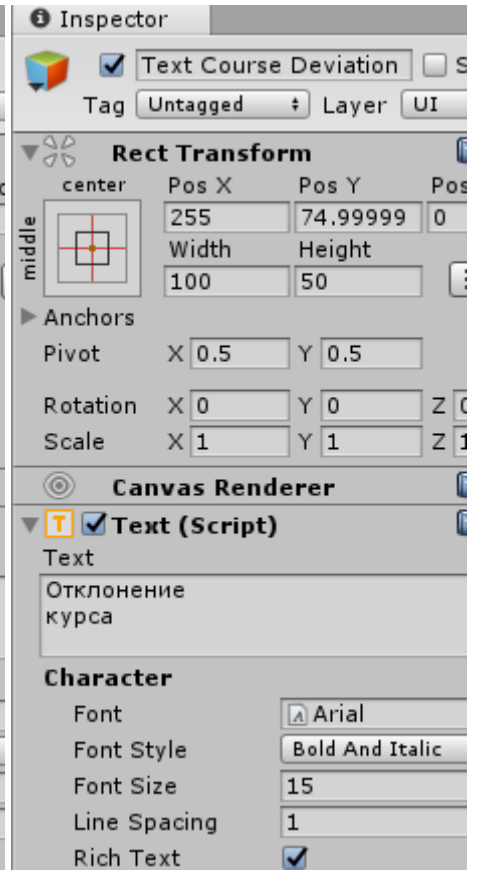 Inspector
Text Course Deviation S
Tag Untagged Layer UI
Rect Transform
center Pos X Pos Y Pos
middle 255 74.99999 0
Width Height
100 50
Anchors
Pivot X 0.5 Y 0.5
Rotation X 0 Y 0 Z 0
Scale X 1 Y 1 Z 1
Canvas Renderer
T Text (Script)
Text
Отклонение
курса
Character
Font Arial
Font Style Bold And Italic
Font Size 15
Line Spacing 1
Rich Text